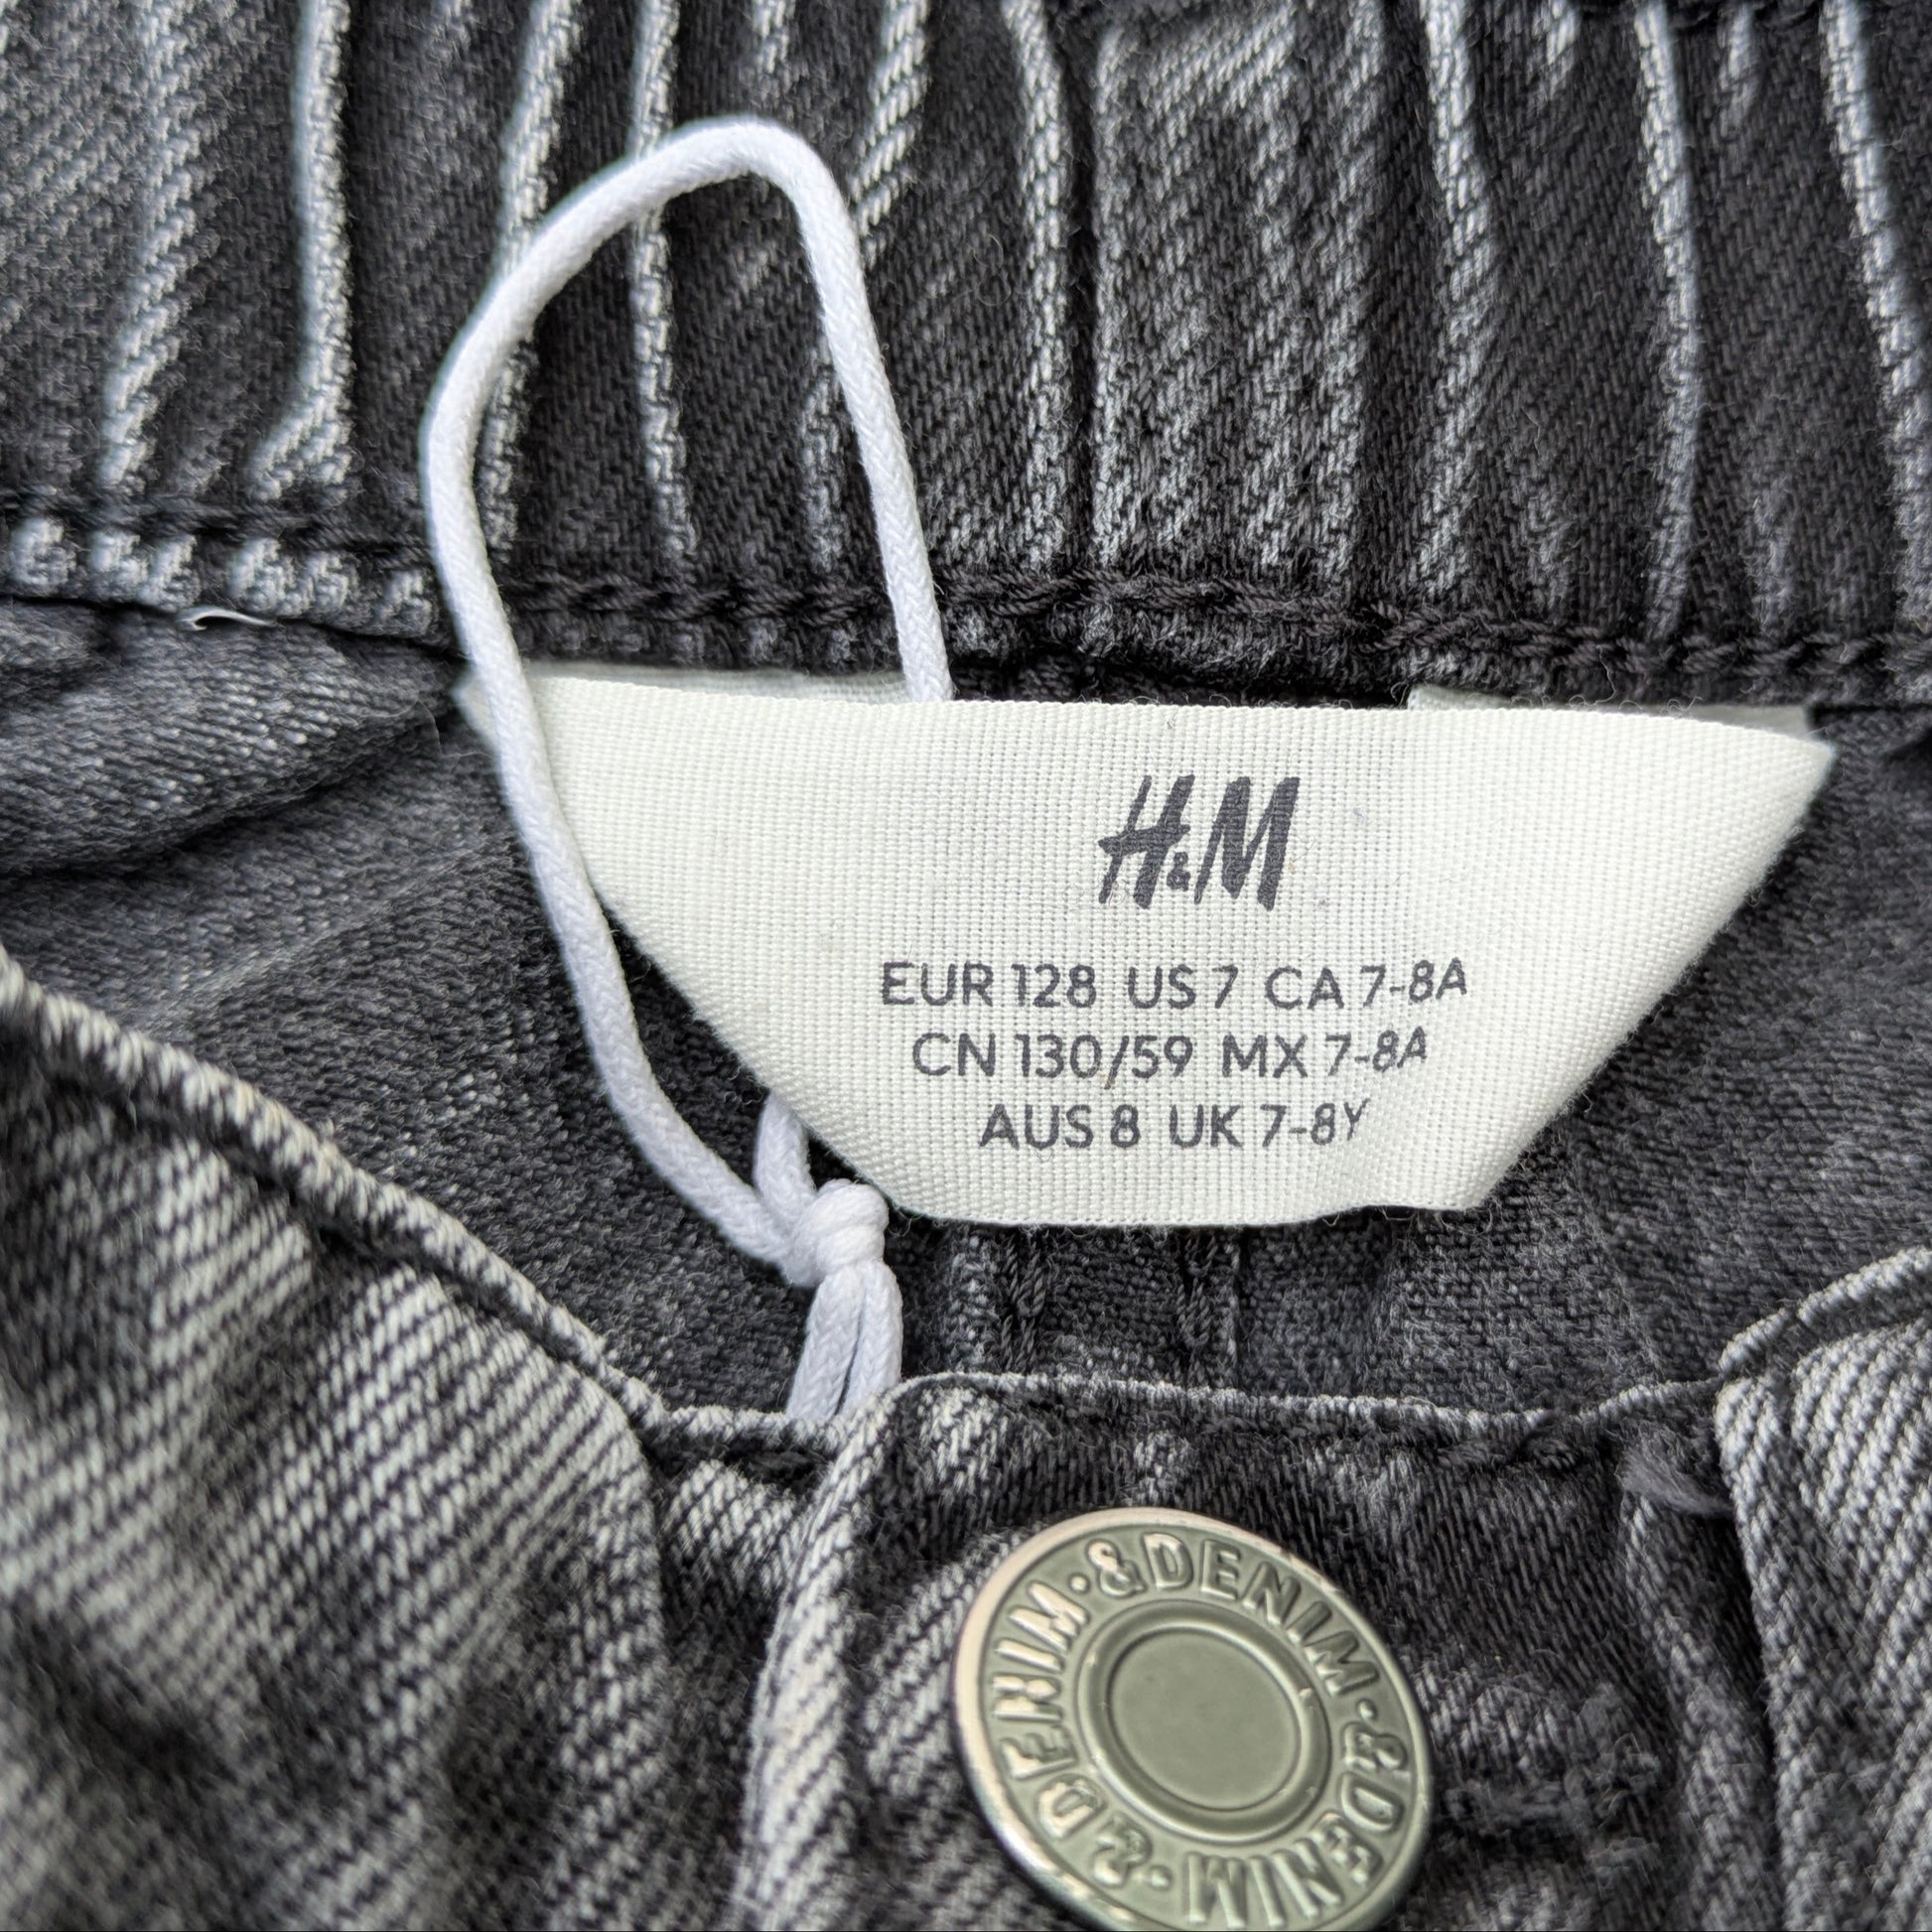 H&M
EUR 128 US 7 CA 7-8A
CN 130/59 MX 7-8A
AUS 8 UK 7-8Y
&DENIM·&DENIM·&DENIM·